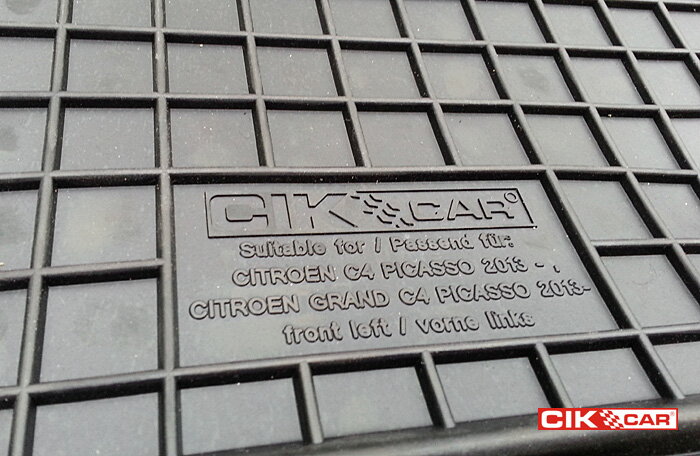 CIK CAR
Suitable for / Passend für:
CITROEN C4 PICASSO 2013 - ,
CITROEN GRAND C4 PICASSO 2013-
front left / vorne links
CIK CAR